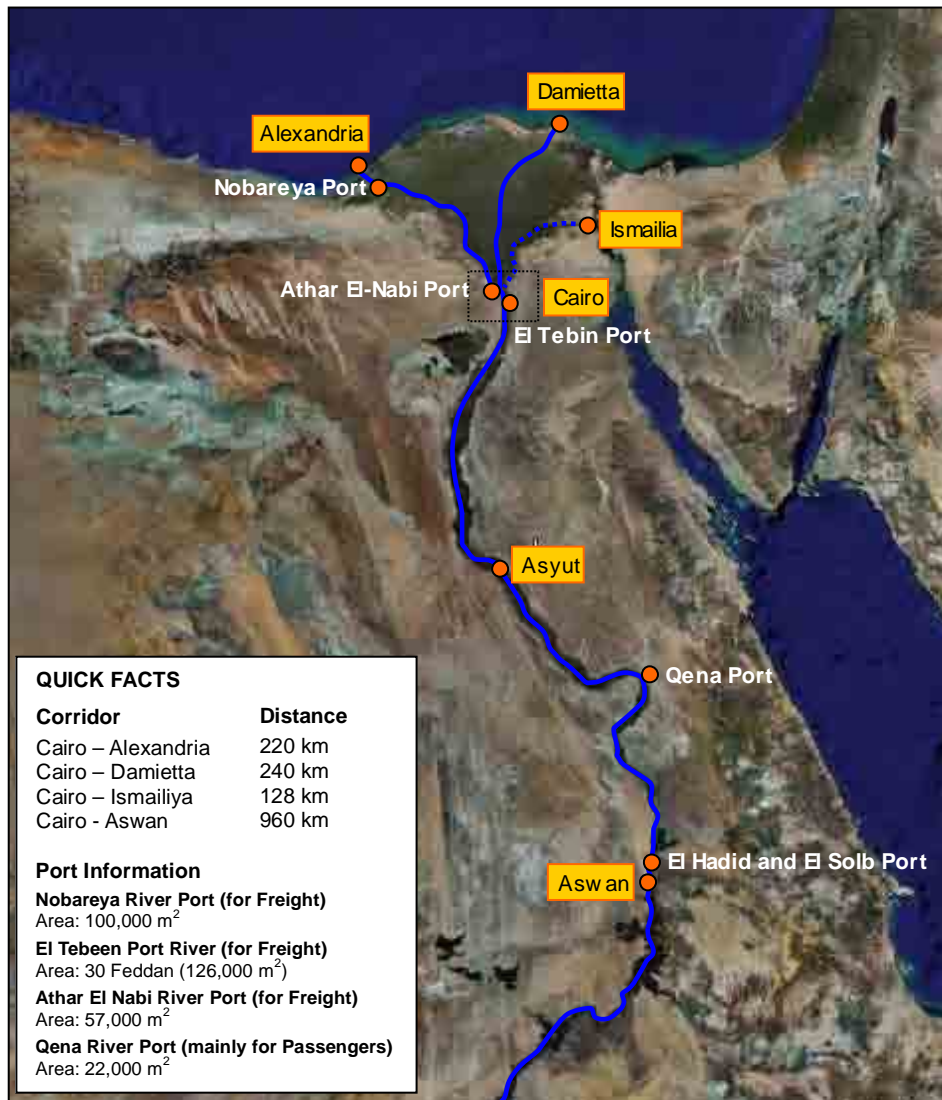 Damietta
Alexandria
Nobareya Port
Ismailia
Athar El-Nabi Port
Cairo
El Tebin Port
Asyut
Qena Port
El Hadid and El Solb Port
Aswan
QUICK FACTS
Corridor Distance
Cairo – Alexandria 220 km
Cairo – Damietta 240 km
Cairo – Ismailiya 128 km
Cairo - Aswan 960 km
Port Information
Nobareya River Port (for Freight)
Area: 100,000 m²
El Tebeen Port River (for Freight)
Area: 30 Feddan (126,000 m²)
Athar El Nabi River Port (for Freight)
Area: 57,000 m²
Qena River Port (mainly for Passengers)
Area: 22,000 m²